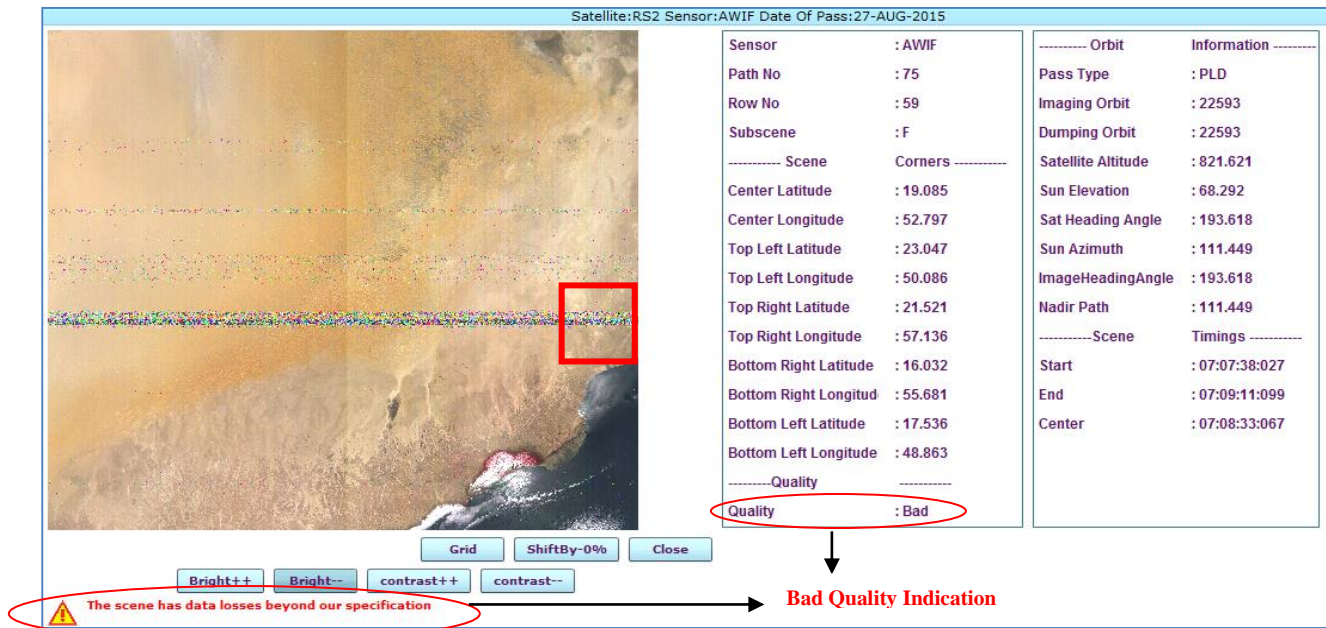 Satellite:RS2 Sensor:AWIF Date Of Pass:27-AUG-2015
Sensor : AWIF
Path No : 75
Row No : 59
Subscene : F
----------- Scene Corners -----------
Center Latitude : 19.085
Center Longitude : 52.797
Top Left Latitude : 23.047
Top Left Longitude : 50.086
Top Right Latitude : 21.521
Top Right Longitude : 57.136
Bottom Right Latitude : 16.032
Bottom Right Longitud : 55.681
Bottom Left Latitude : 17.536
Bottom Left Longitude : 48.863
---------Quality -----------
Quality : Bad
---------- Orbit Information ---------
Pass Type : PLD
Imaging Orbit : 22593
Dumping Orbit : 22593
Satellite Altitude : 821.621
Sun Elevation : 68.292
Sat Heading Angle : 193.618
Sun Azimuth : 111.449
ImageHeadingAngle : 193.618
Nadir Path : 111.449
-----------Scene Timings -----------
Start : 07:07:38:027
End : 07:09:11:099
Center : 07:08:33:067
Grid ShiftBy-0% Close
Bright++ Bright-- contrast++ contrast--
The scene has data losses beyond our specification
Bad Quality Indication